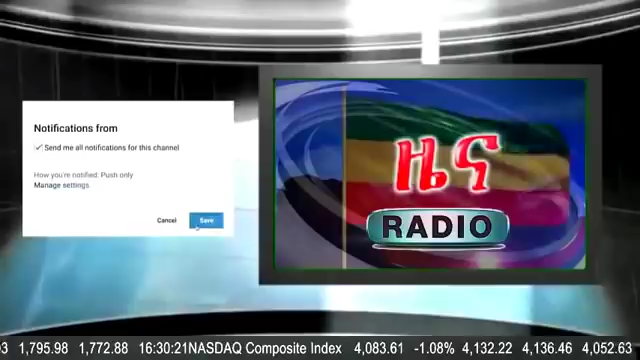 Notifications from
Send me all notifications for this channel
How you're notified: Push only
Manage settings
Cancel
Save
ዜና
RADIO
03 1,795.98 1,772.88 16:30:21NASDAQ Composite Index 4,083.61 -1.08% 4,132.22 4,136.46 4,052.63